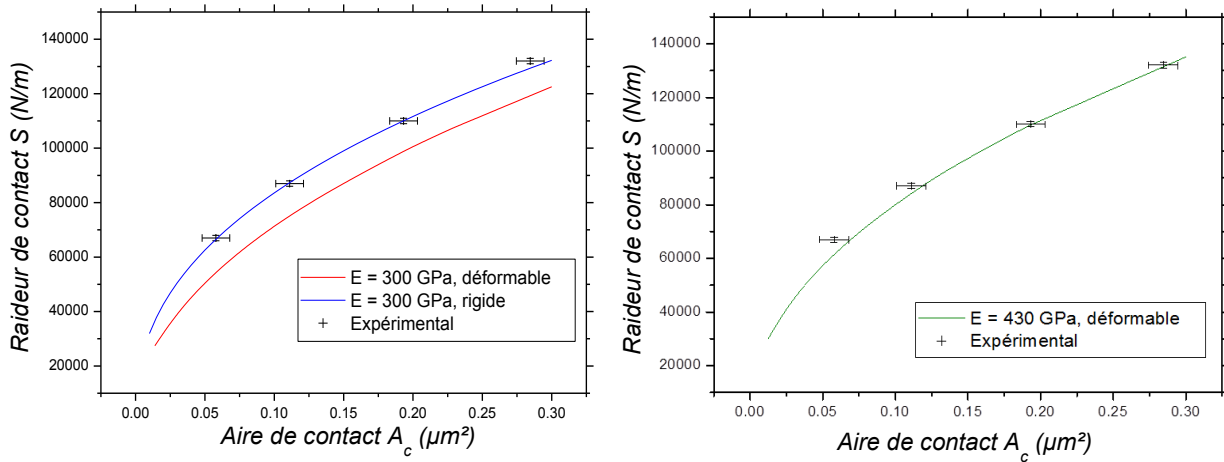 Raideur de contact S (N/m)
140000
120000
100000
80000
60000
40000
20000
E = 300 GPa, déformable
E = 300 GPa, rigide
Expérimental
0.00 0.05 0.10 0.15 0.20 0.25 0.30
Aire de contact A_c (µm²)
Raideur de contact S (N/m)
140000
120000
100000
80000
60000
40000
20000
E = 430 GPa, déformable
Expérimental
0.00 0.05 0.10 0.15 0.20 0.25 0.30
Aire de contact A_c (µm²)